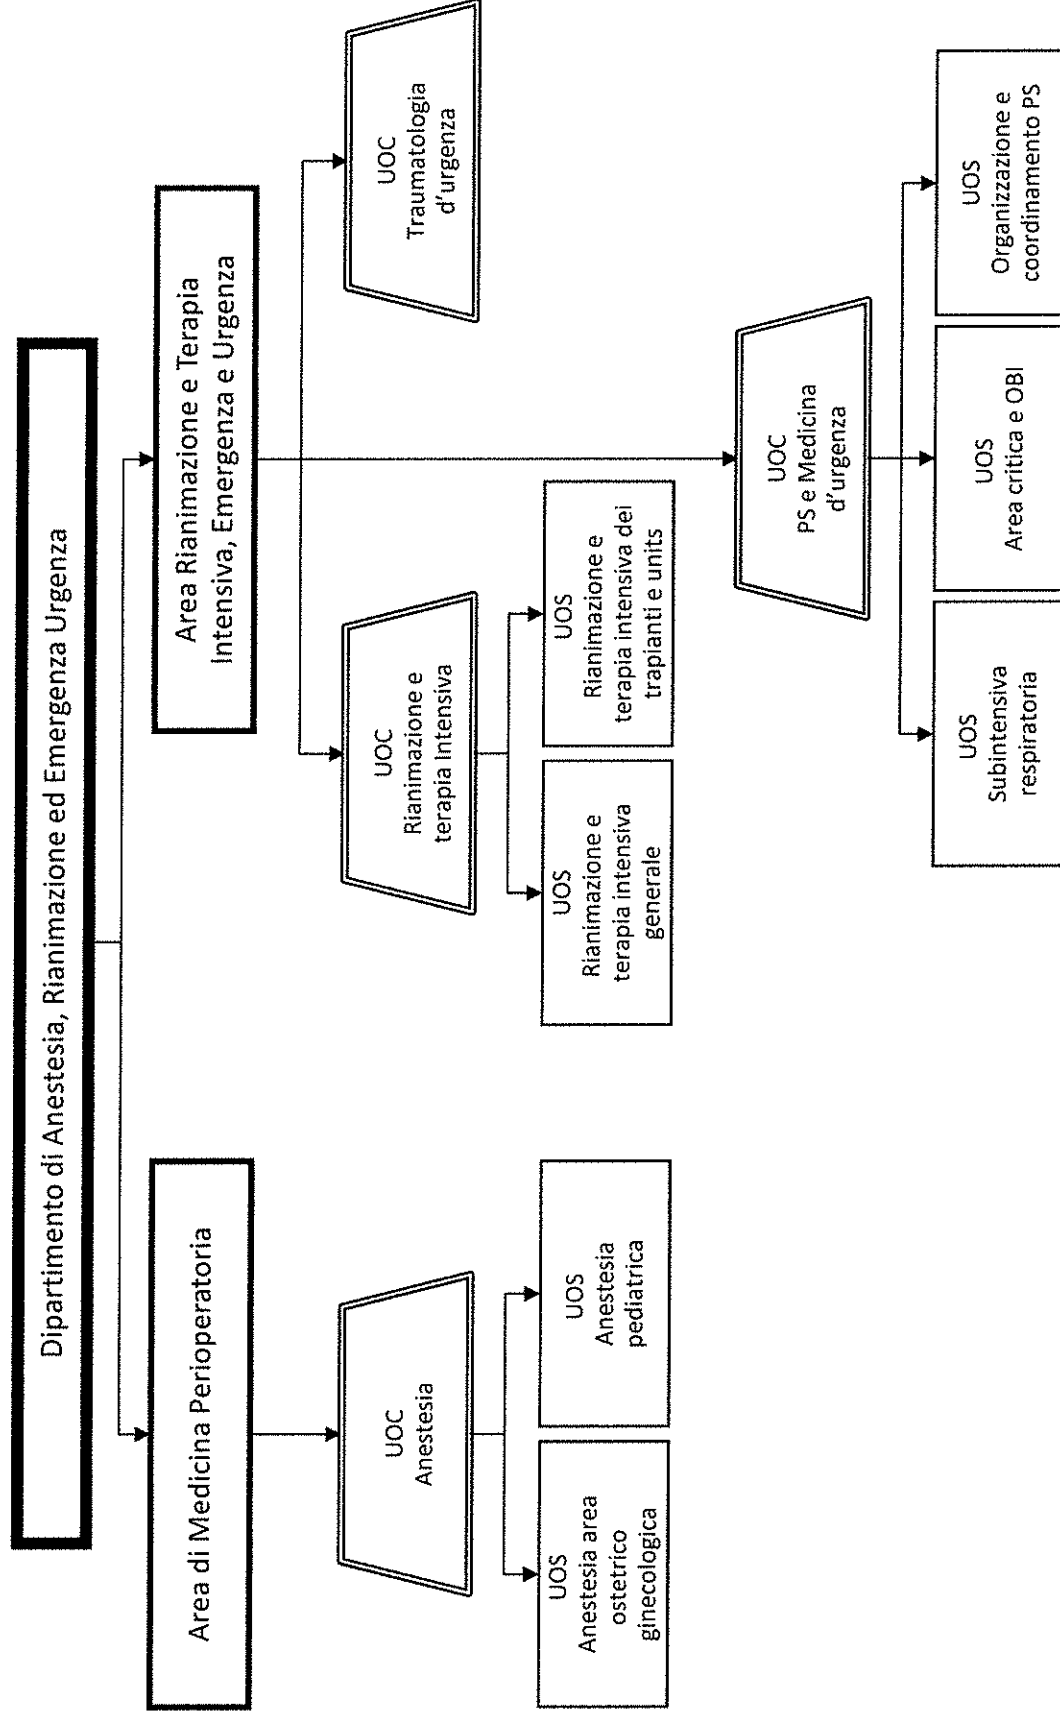 Dipartimento di Anestesia, Rianimazione ed Emergenza Urgenza
Area di Medicina Perioperatoria
Area Rianimazione e Terapia
Intensiva, Emergenza e Urgenza
UOC
Anestesia
UOC
Rianimazione e
terapia Intensiva
UOC
Traumatologia
d'urgenza
UOS
Anestesia area
ostetrico
ginecologica
UOS
Anestesia
pediatrica
UOS
Rianimazione e
terapia intensiva
generale
UOS
Rianimazione e
terapia intensiva dei
trapianti e units
UOC
PS e Medicina
d'urgenza
UOS
Subintensiva
respiratoria
UOS
Area critica e OBI
UOS
Organizzazione e
coordinamento PS